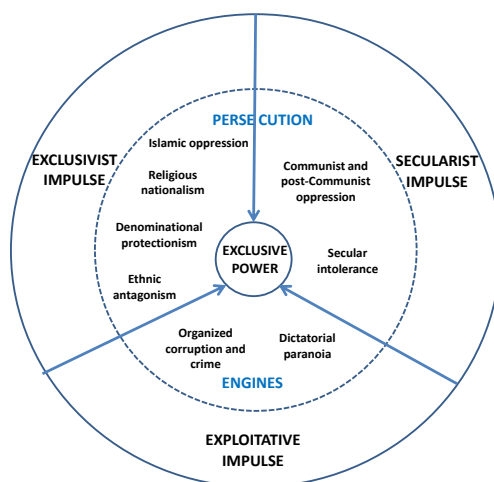 PERSECUTION
Islamic oppression
EXCLUSIVIST
IMPULSE
SECULARIST
IMPULSE
Religious
nationalism
Communist and
post-Communist
oppression
Denominational
protectionism
EXCLUSIVE
POWER
Secular
intolerance
Ethnic
antagonism
Organized
corruption and
crime
Dictatorial
paranoia
ENGINES
EXPLOITATIVE
IMPULSE